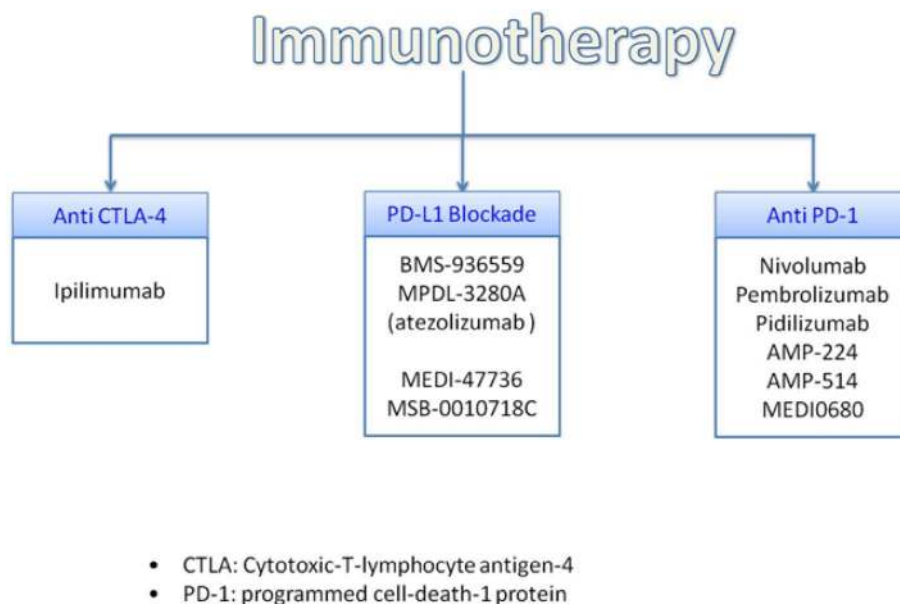 Immunotherapy
Anti CTLA-4
Ipilimumab
PD-L1 Blockade
BMS-936559
MPDL-3280A
(atezolizumab )
MEDI-47736
MSB-0010718C
Anti PD-1
Nivolumab
Pembrolizumab
Pidilizumab
AMP-224
AMP-514
MEDI0680
• CTLA: Cytotoxic-T-lymphocyte antigen-4
• PD-1: programmed cell-death-1 protein